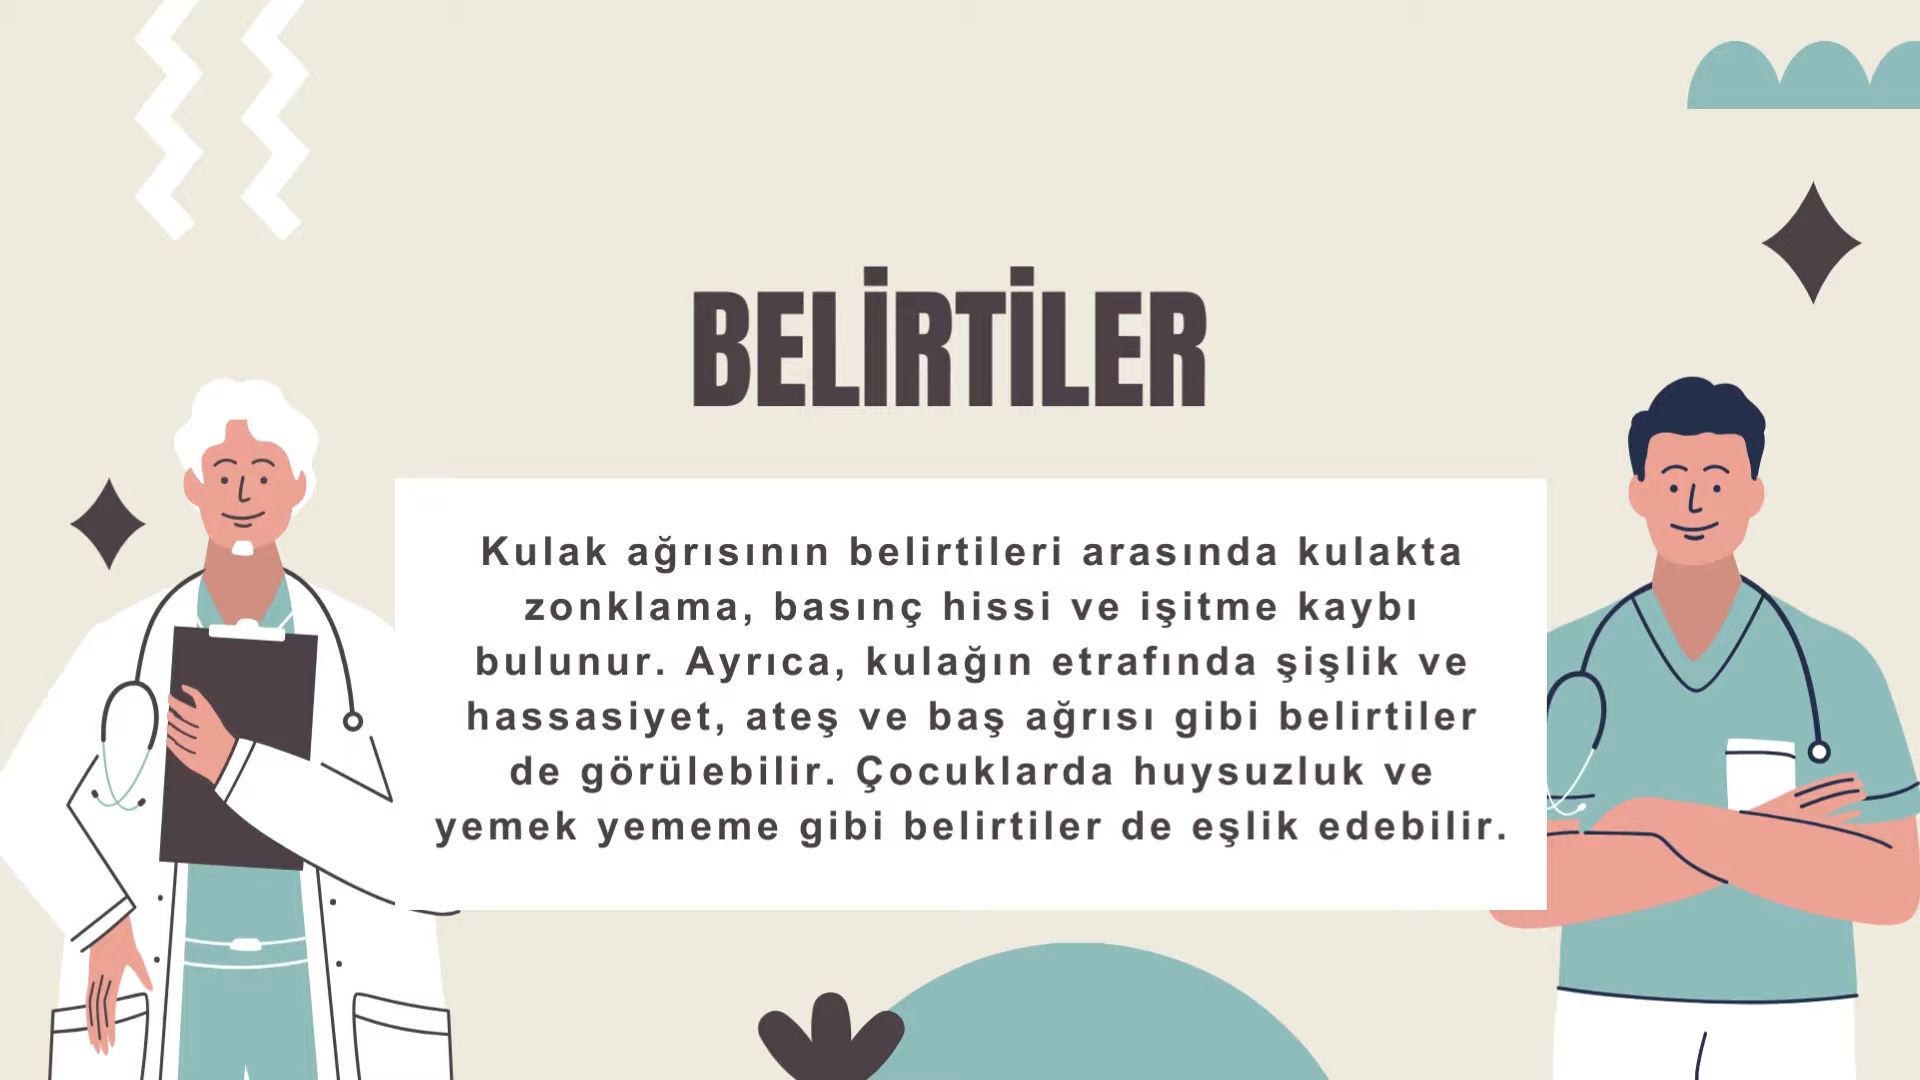 BELİRTİLER
Kulak ağrısının belirtileri arasında kulakta
zonklama, basınç hissi ve işitme kaybı
bulunur. Ayrıca, kulağın etrafında şişlik ve
hassasiyet, ateş ve baş ağrısı gibi belirtiler
de görülebilir. Çocuklarda huysuzluk ve
yemek yememe gibi belirtiler de eşlik edebilir.